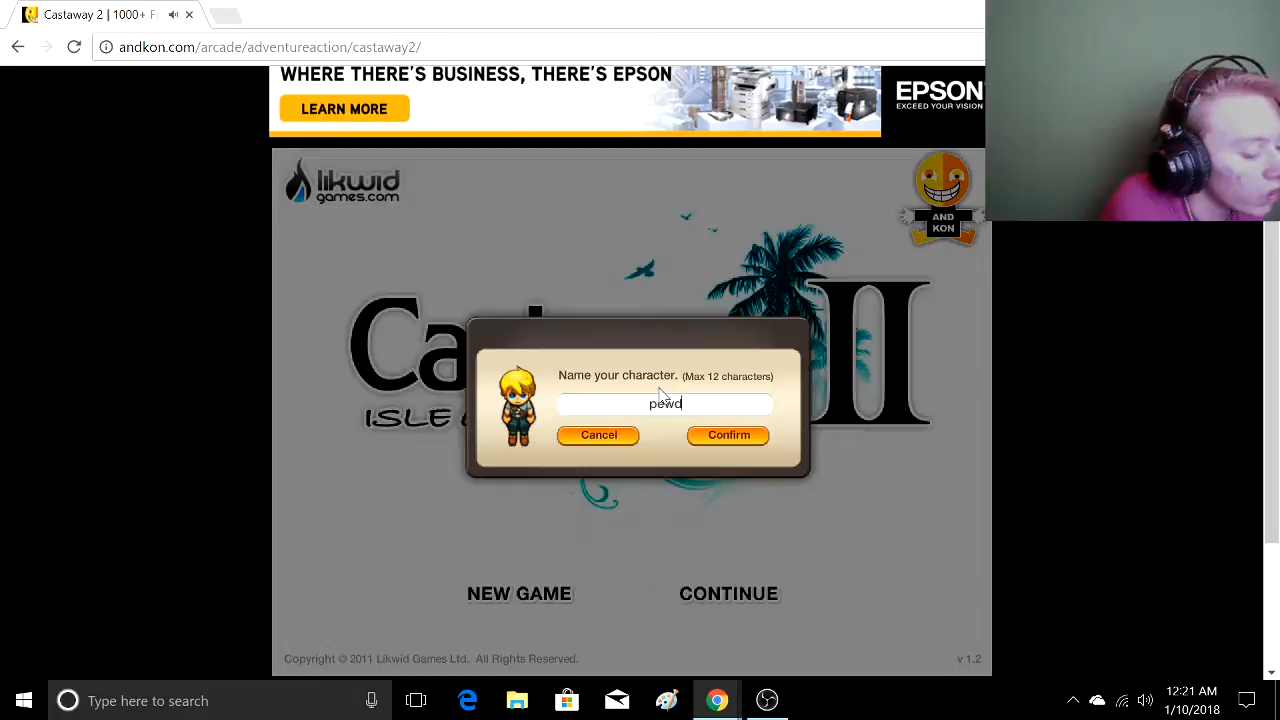 Castaway 2 | 1000+ F
andkon.com/arcade/adventureaction/castaway2/
WHERE THERE'S BUSINESS, THERE'S EPSON
LEARN MORE
EPSON
EXCEED YOUR VISION
likwid
games.com
AND
KON
Ca
II
ISLE
Name your character. (Max 12 characters)
pewd
Cancel
Confirm
NEW GAME
CONTINUE
Copyright © 2011 Likwid Games Ltd. All Rights Reserved.
v 1.2
Type here to search
12:21 AM
1/10/2018